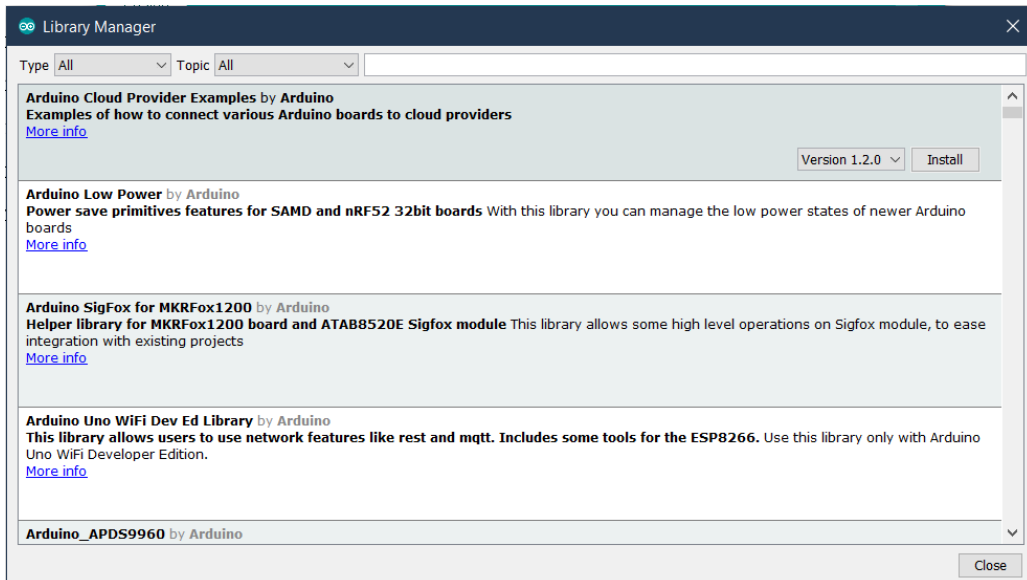 Library Manager
Type All Topic All
Arduino Cloud Provider Examples by Arduino
Examples of how to connect various Arduino boards to cloud providers
More info
Version 1.2.0 Install
Arduino Low Power by Arduino
Power save primitives features for SAMD and nRF52 32bit boards With this library you can manage the low power states of newer Arduino
boards
More info
Arduino SigFox for MKRFox1200 by Arduino
Helper library for MKRFox1200 board and ATAB8520E Sigfox module This library allows some high level operations on Sigfox module, to ease
integration with existing projects
More info
Arduino Uno WiFi Dev Ed Library by Arduino
This library allows users to use network features like rest and mqtt. Includes some tools for the ESP8266. Use this library only with Arduino
Uno WiFi Developer Edition.
More info
Arduino_APDS9960 by Arduino
Close